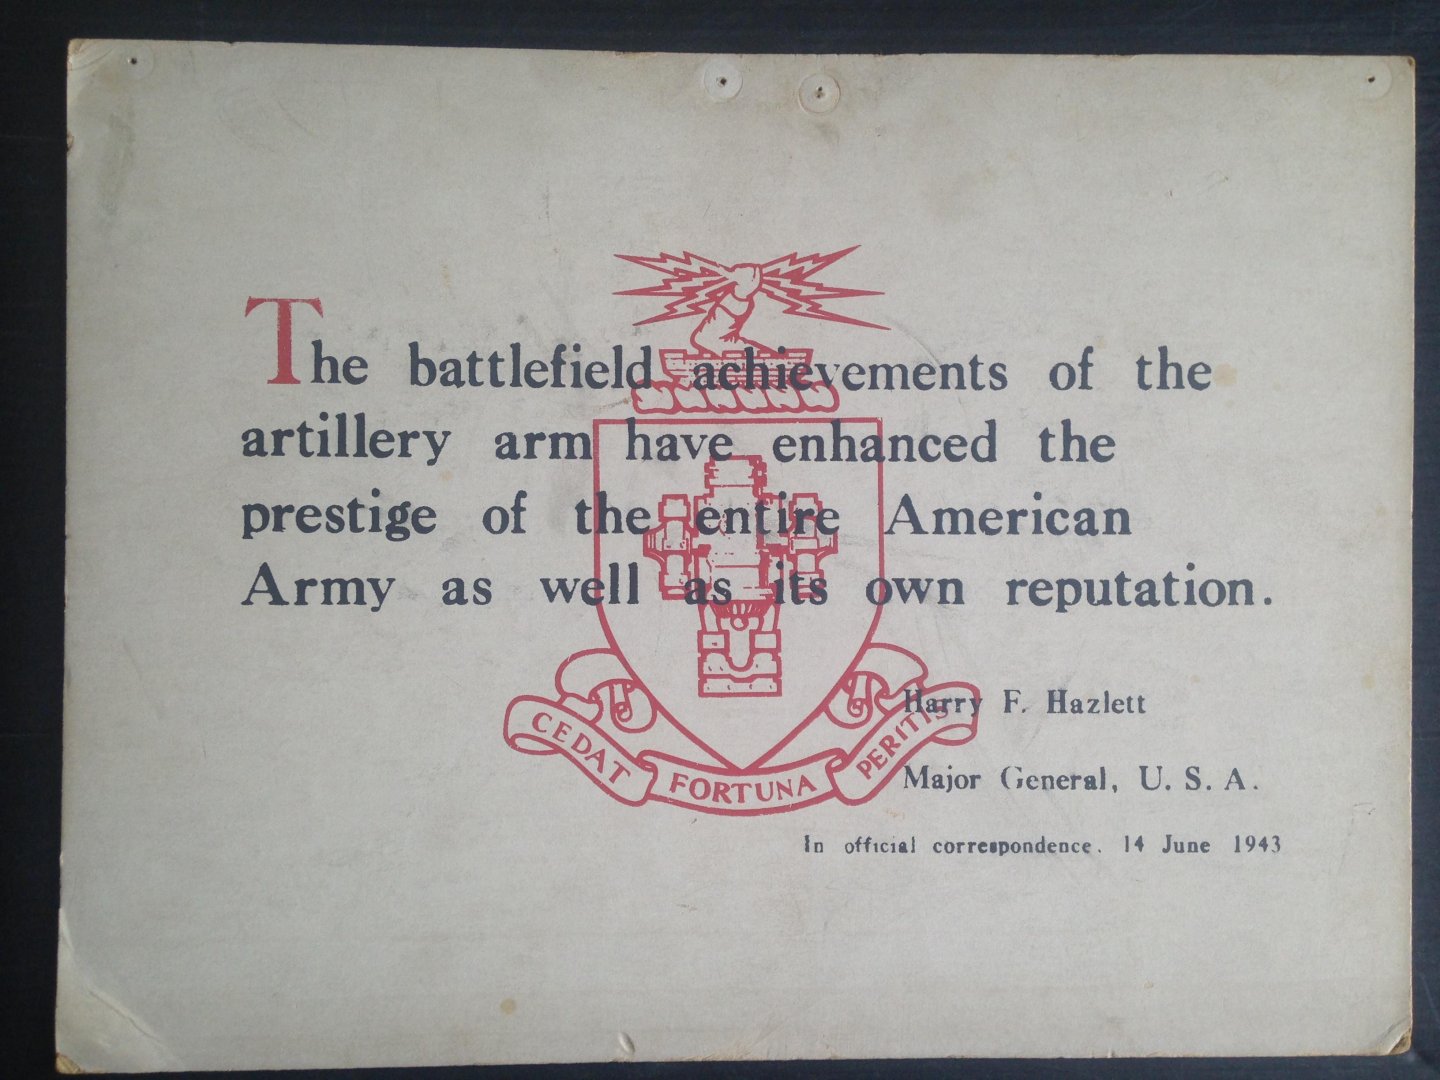 The battlefield achievements of the
artillery arm have enhanced the
prestige of the entire American
Army as well as its own reputation.
Harry F. Hazlett
Major General, U. S. A.
In official correspondence, 14 June 1943
CEDAT FORTUNA PERITIS